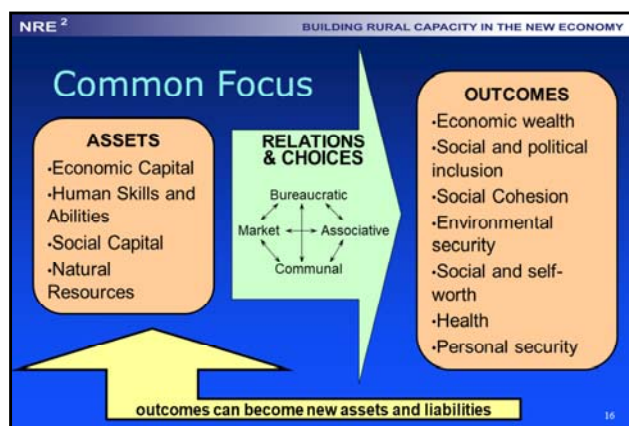 NRE²
BUILDING RURAL CAPACITY IN THE NEW ECONOMY
Common Focus
ASSETS
•Economic Capital
•Human Skills and
Abilities
•Social Capital
•Natural
Resources
RELATIONS
& CHOICES
Bureaucratic
Market
Associative
Communal
OUTCOMES
•Economic wealth
•Social and political
inclusion
•Social Cohesion
•Environmental
security
•Social and self-
worth
•Health
•Personal security
outcomes can become new assets and liabilities
16